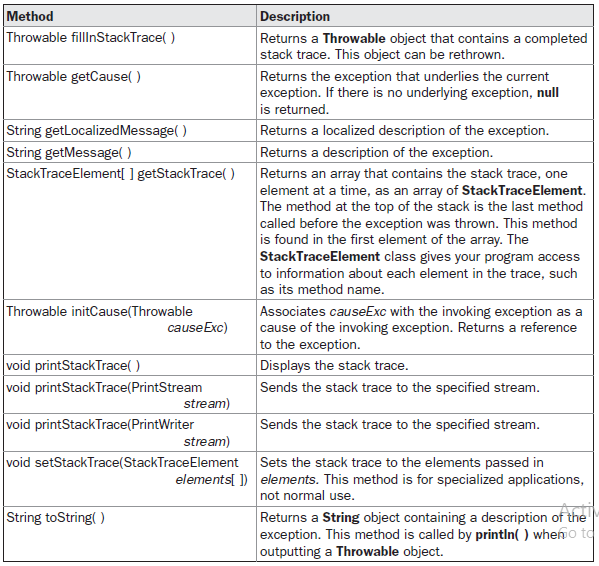 Method Description
Throwable fillInStackTrace( ) Returns a Throwable object that contains a completed
stack trace. This object can be rethrown.
Throwable getCause( ) Returns the exception that underlies the current
exception. If there is no underlying exception, null
is returned.
String getLocalizedMessage( ) Returns a localized description of the exception.
String getMessage( ) Returns a description of the exception.
StackTraceElement[ ] getStackTrace( ) Returns an array that contains the stack trace, one
element at a time, as an array of StackTraceElement.
The method at the top of the stack is the last method
called before the exception was thrown. This method
is found in the first element of the array. The
StackTraceElement class gives your program access
to information about each element in the trace, such
as its method name.
Throwable initCause(Throwable Associates causeExc with the invoking exception as a
causeExc) cause of the invoking exception. Returns a reference
to the exception.
void printStackTrace( ) Displays the stack trace.
void printStackTrace(PrintStream Sends the stack trace to the specified stream.
stream)
void printStackTrace(PrintWriter Sends the stack trace to the specified stream.
stream)
void setStackTrace(StackTraceElement Sets the stack trace to the elements passed in
elements[ ]) elements. This method is for specialized applications,
not normal use.
String toString( ) Returns a String object containing a description of the
exception. This method is called by println( ) when
outputting a Throwable object.
Go to